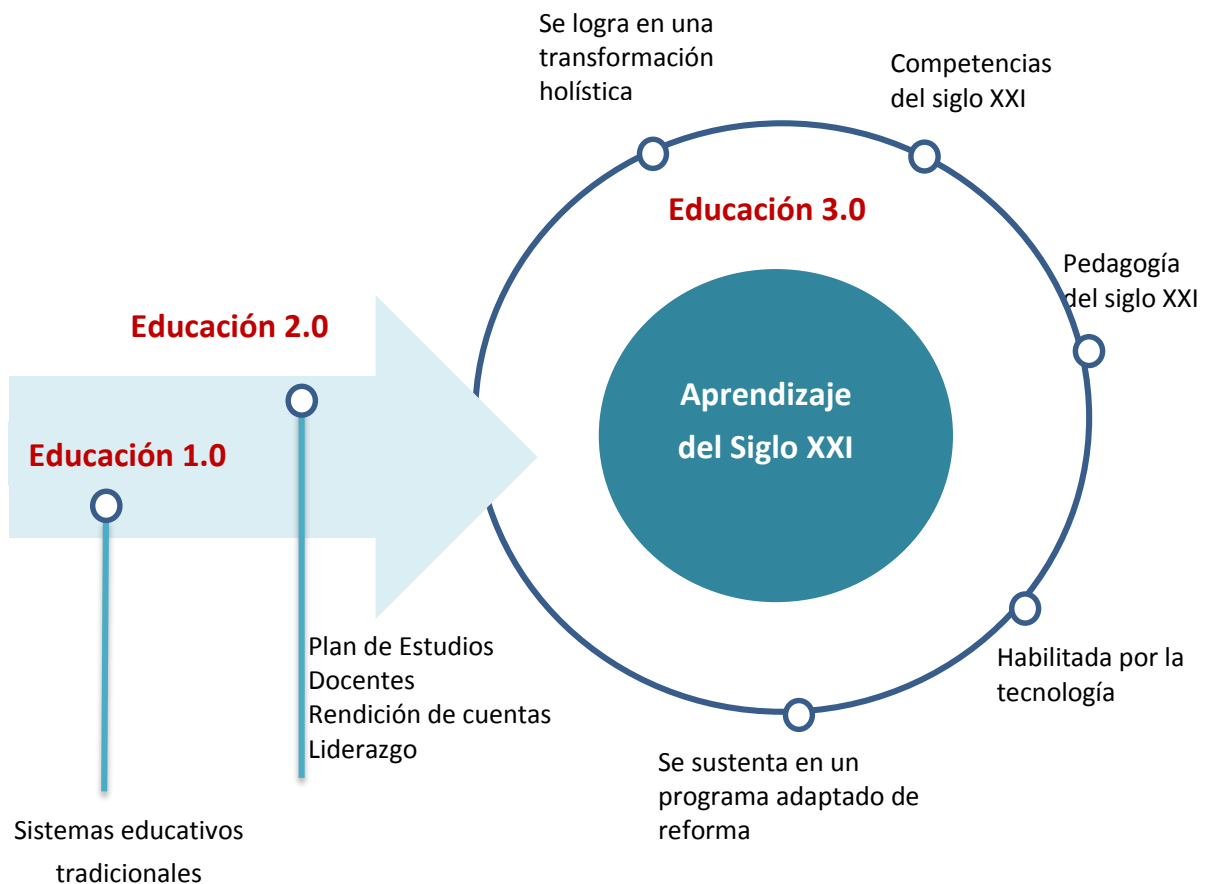 Se logra en una
transformación
holística
Competencias
del siglo XXI
Educación 3.0
Pedagogía
del siglo XXI
Educación 2.0
Aprendizaje
del Siglo XXI
Educación 1.0
Plan de Estudios
Docentes
Rendición de cuentas
Liderazgo
Habilitada por la
tecnología
Se sustenta en un
programa adaptado de
reforma
Sistemas educativos
tradicionales